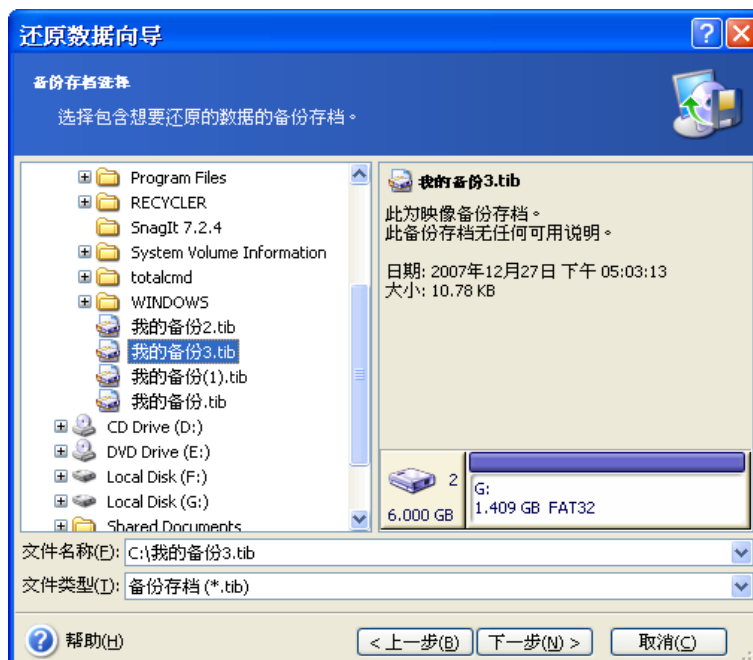 还原数据向导
备份存档选择
选择包含想要还原的数据的备份存档。
Program Files
RECYCLER
SnagIt 7.2.4
System Volume Information
totalcmd
WINDOWS
我的备份2.tib
我的备份3.tib
我的备份(1).tib
我的备份.tib
CD Drive (D:)
DVD Drive (E:)
Local Disk (F:)
Local Disk (G:)
Shared Documents
我的备份3.tib
此为映像备份存档。
此备份存档无任何可用说明。
日期: 2007年12月27日 下午 05:03:13
大小: 10.78 KB
2
6.000 GB
G:
1.409 GB FAT32
文件名称(F): C:\我的备份3.tib
文件类型(T): 备份存档 (*.tib)
帮助(H)
< 上一步(B)
下一步(N) >
取消(C)